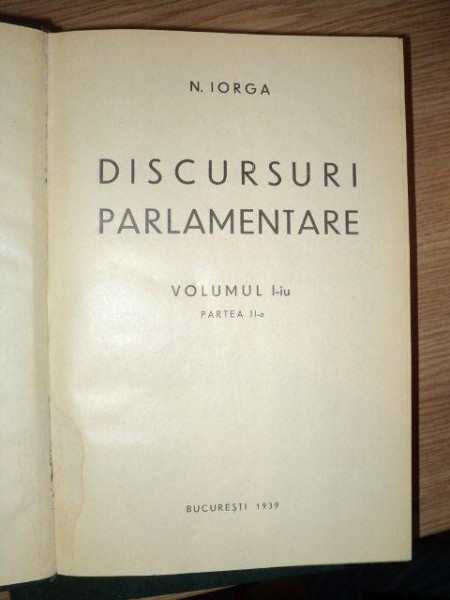 N. IORGA
DISCURSURI
PARLAMENTARE
VOLUMUL I-iu
PARTEA II-a
BUCUREȘTI 1939